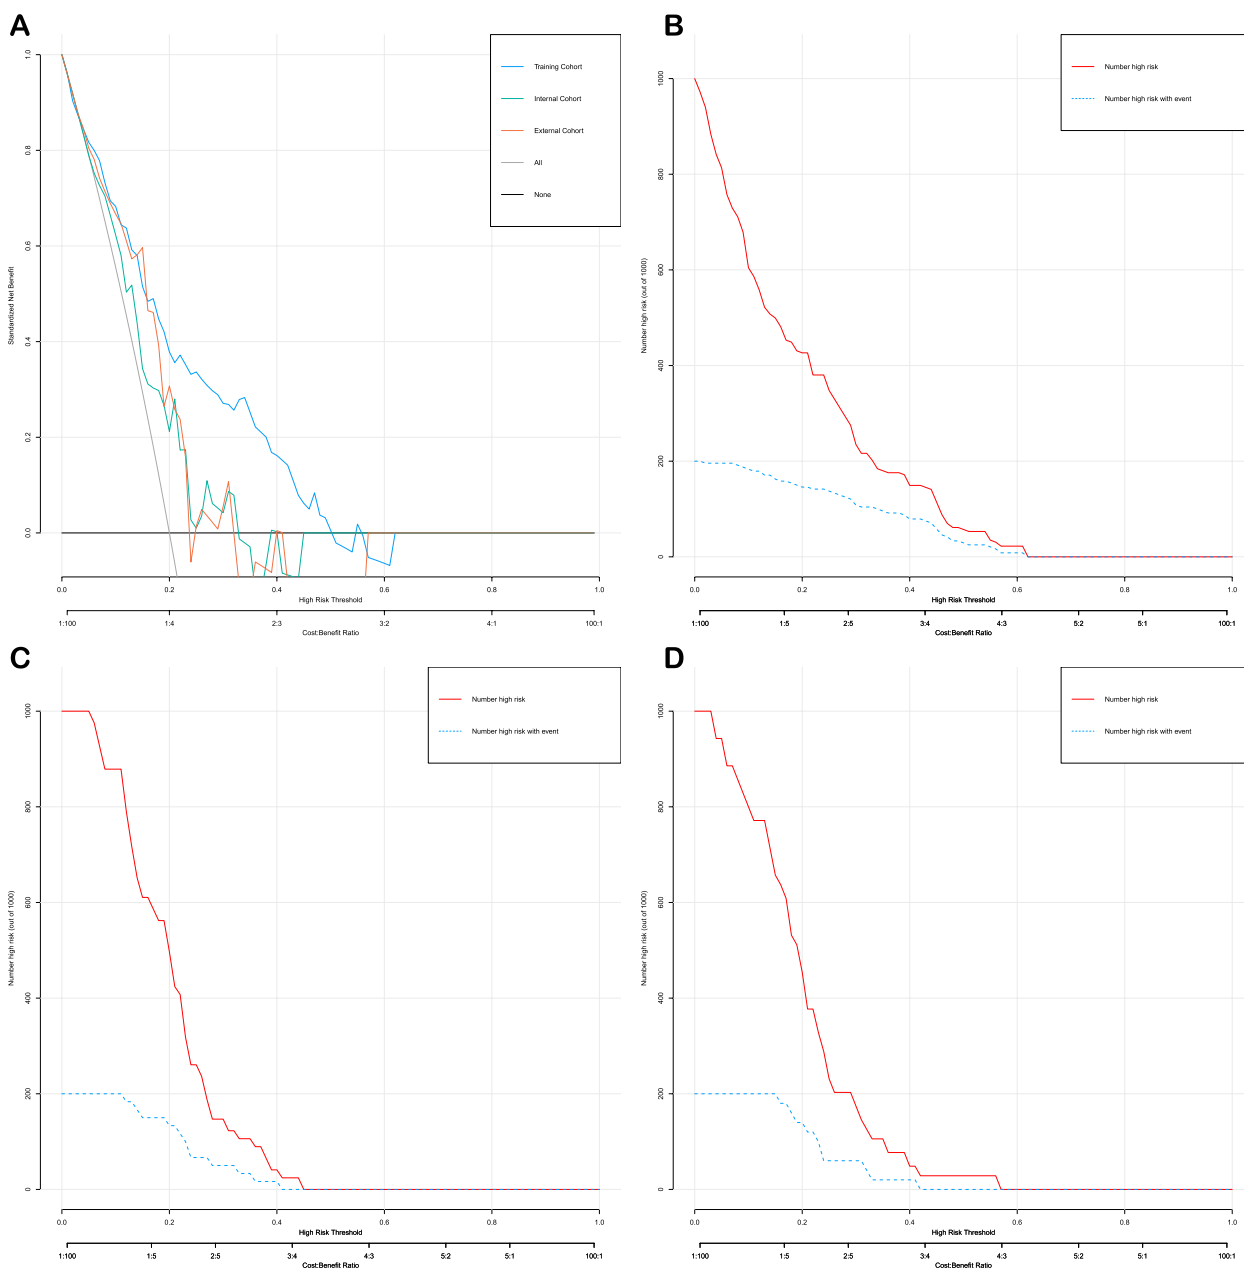 A
Training Cohort
Internal Cohort
External Cohort
All
None
Standardized Net Benefit
1.0
0.8
0.6
0.4
0.2
0.0
0.0 0.2 0.4 0.6 0.8 1.0
High Risk Threshold
1:100 1:4 2:3 3:2 4:1 100:1
Cost:Benefit Ratio
B
Number high risk
Number high risk with event
Number high risk (out of 1000)
1000
800
600
400
200
0
0.0 0.2 0.4 0.6 0.8 1.0
High Risk Threshold
1:100 1:5 2:5 3:4 4:3 5:2 5:1 100:1
Cost:Benefit Ratio
C
Number high risk
Number high risk with event
Number high risk (out of 1000)
1000
800
600
400
200
0
0.0 0.2 0.4 0.6 0.8 1.0
High Risk Threshold
1:100 1:5 2:5 3:4 4:3 5:2 5:1 100:1
Cost:Benefit Ratio
D
Number high risk
Number high risk with event
Number high risk (out of 1000)
1000
800
600
400
200
0
0.0 0.2 0.4 0.6 0.8 1.0
High Risk Threshold
1:100 1:5 2:5 3:4 4:3 5:2 5:1 100:1
Cost:Benefit Ratio